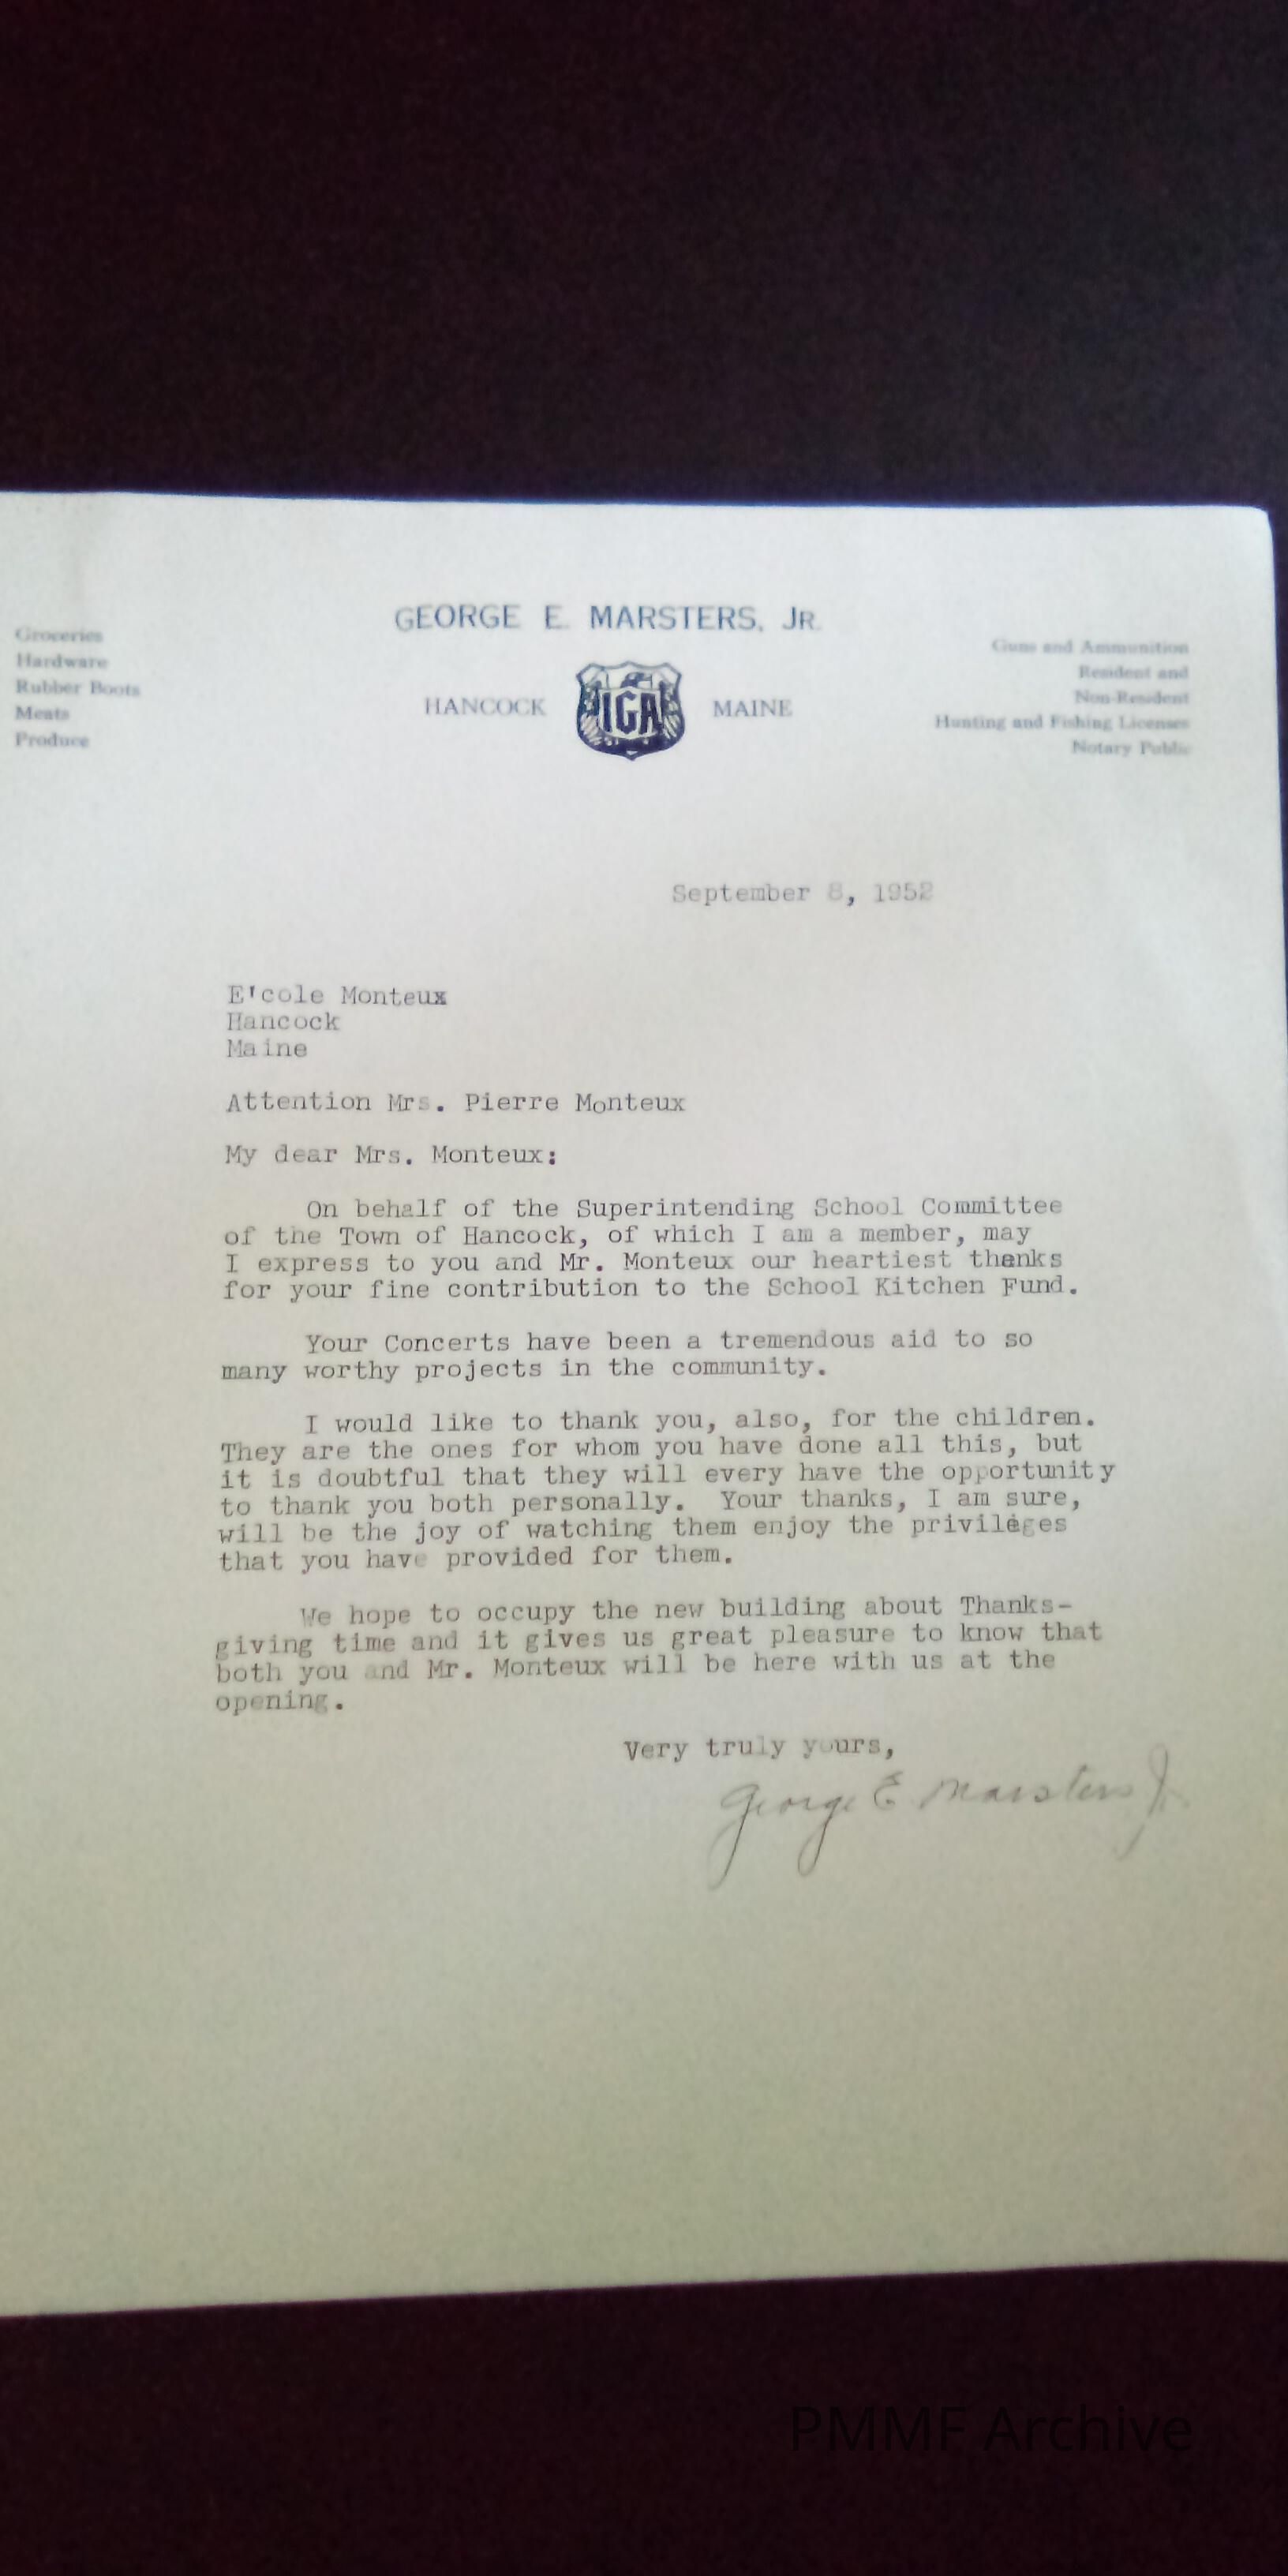 GEORGE E. MARSTERS, JR.
Groceries
Hardware
Rubber Boots
Meats
Produce
HANCOCK IGA MAINE
Guns and Ammunition
Resident and
Non-Resident
Hunting and Fishing Licenses
Notary Public
September 8, 1952
E'cole Monteux
Hancock
Maine
Attention Mrs. Pierre Monteux
My dear Mrs. Monteux:
On behalf of the Superintending School Committee
of the Town of Hancock, of which I am a member, may
I express to you and Mr. Monteux our heartiest thanks
for your fine contribution to the School Kitchen Fund.
Your Concerts have been a tremendous aid to so
many worthy projects in the community.
I would like to thank you, also, for the children.
They are the ones for whom you have done all this, but
it is doubtful that they will every have the opportunity
to thank you both personally. Your thanks, I am sure,
will be the joy of watching them enjoy the privileges
that you have provided for them.
We hope to occupy the new building about Thanks-
giving time and it gives us great pleasure to know that
both you and Mr. Monteux will be here with us at the
opening.
Very truly yours,
George E Marsters Jr
PMMF Archive